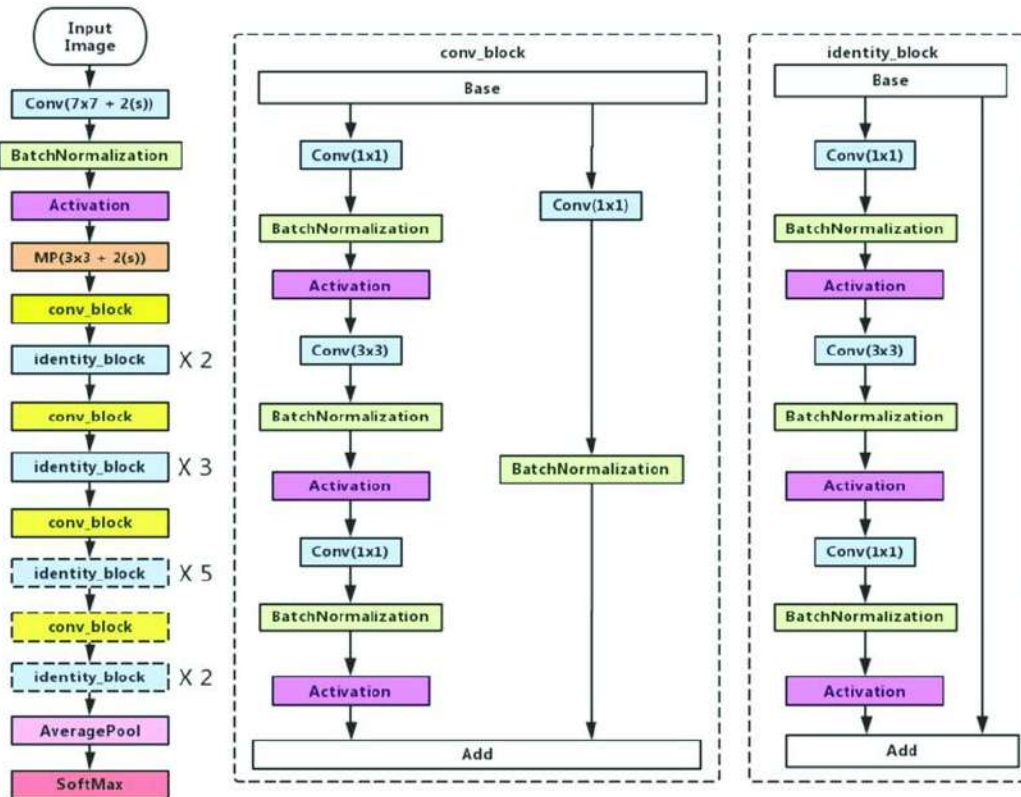 Input
Image
Conv(7x7 + 2(s))
BatchNormalization
Activation
MP(3x3 + 2(s))
conv_block
identity_block X 2
conv_block
identity_block X 3
conv_block
identity_block X 5
conv_block
identity_block X 2
AveragePool
SoftMax
conv_block
Base
Conv(1x1)
BatchNormalization
Activation
Conv(3x3)
BatchNormalization
Activation
Conv(1x1)
BatchNormalization
Activation
Conv(1x1)
BatchNormalization
Add
identity_block
Base
Conv(1x1)
BatchNormalization
Activation
Conv(3x3)
BatchNormalization
Activation
Conv(1x1)
BatchNormalization
Activation
Add